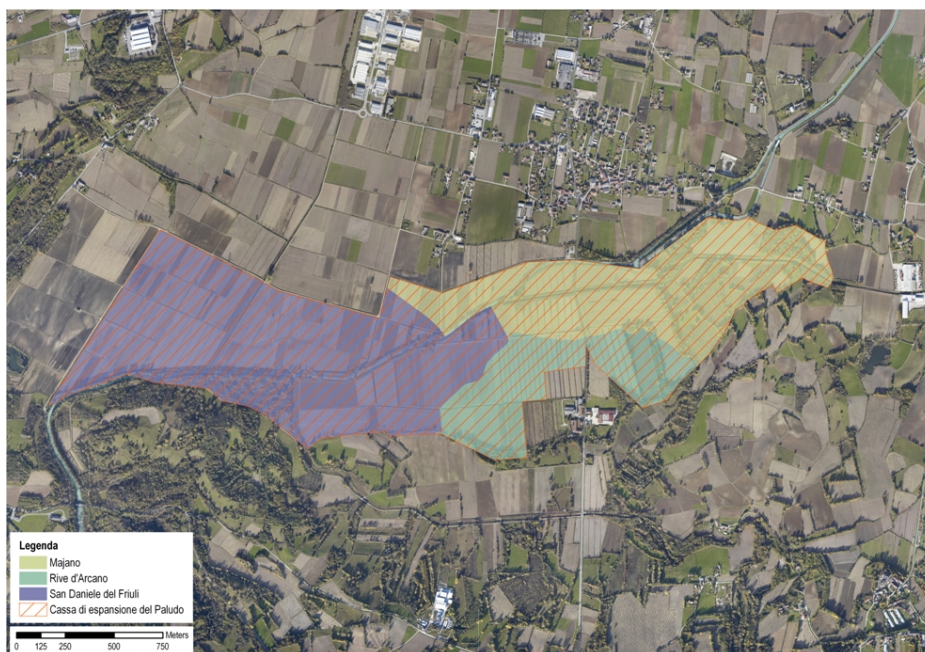 Legenda
Majano
Rive d'Arcano
San Daniele del Friuli
Cassa di espansione del Paludo
Meters
0 125 250 500 750